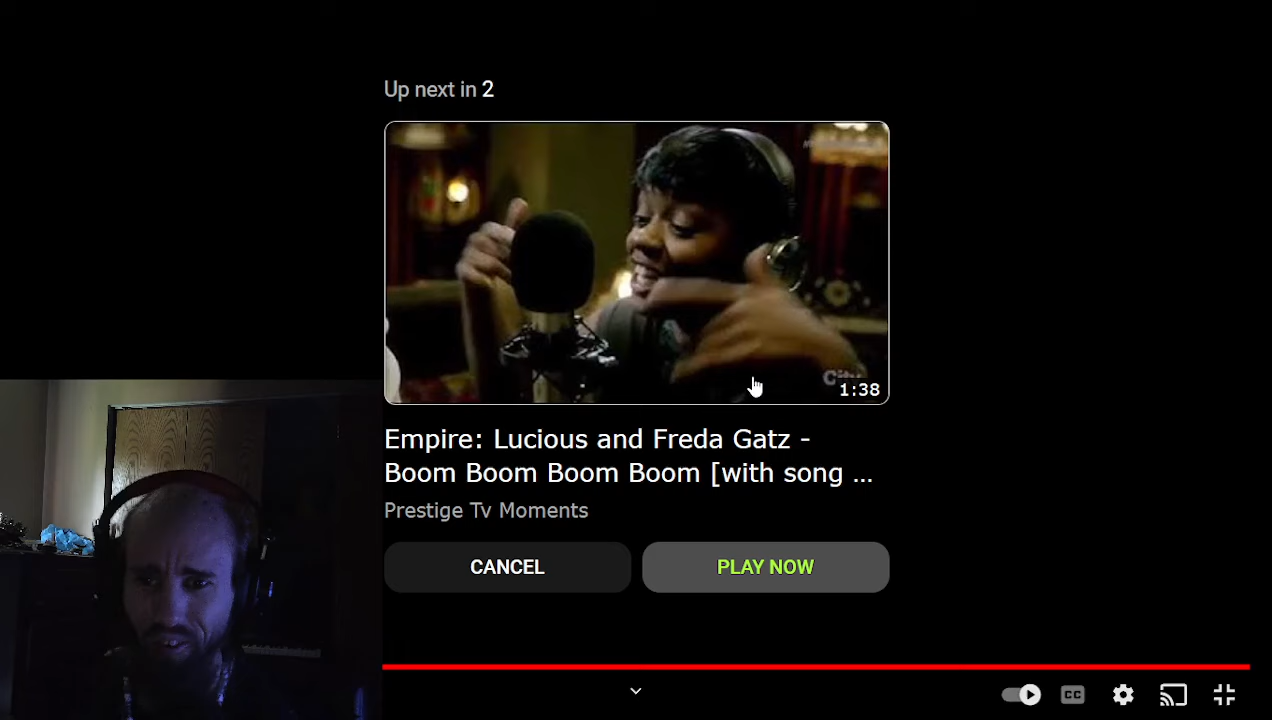 Up next in 2
1:38
Empire: Lucious and Freda Gatz -
Boom Boom Boom Boom [with song ...
Prestige Tv Moments
CANCEL
PLAY NOW
CC